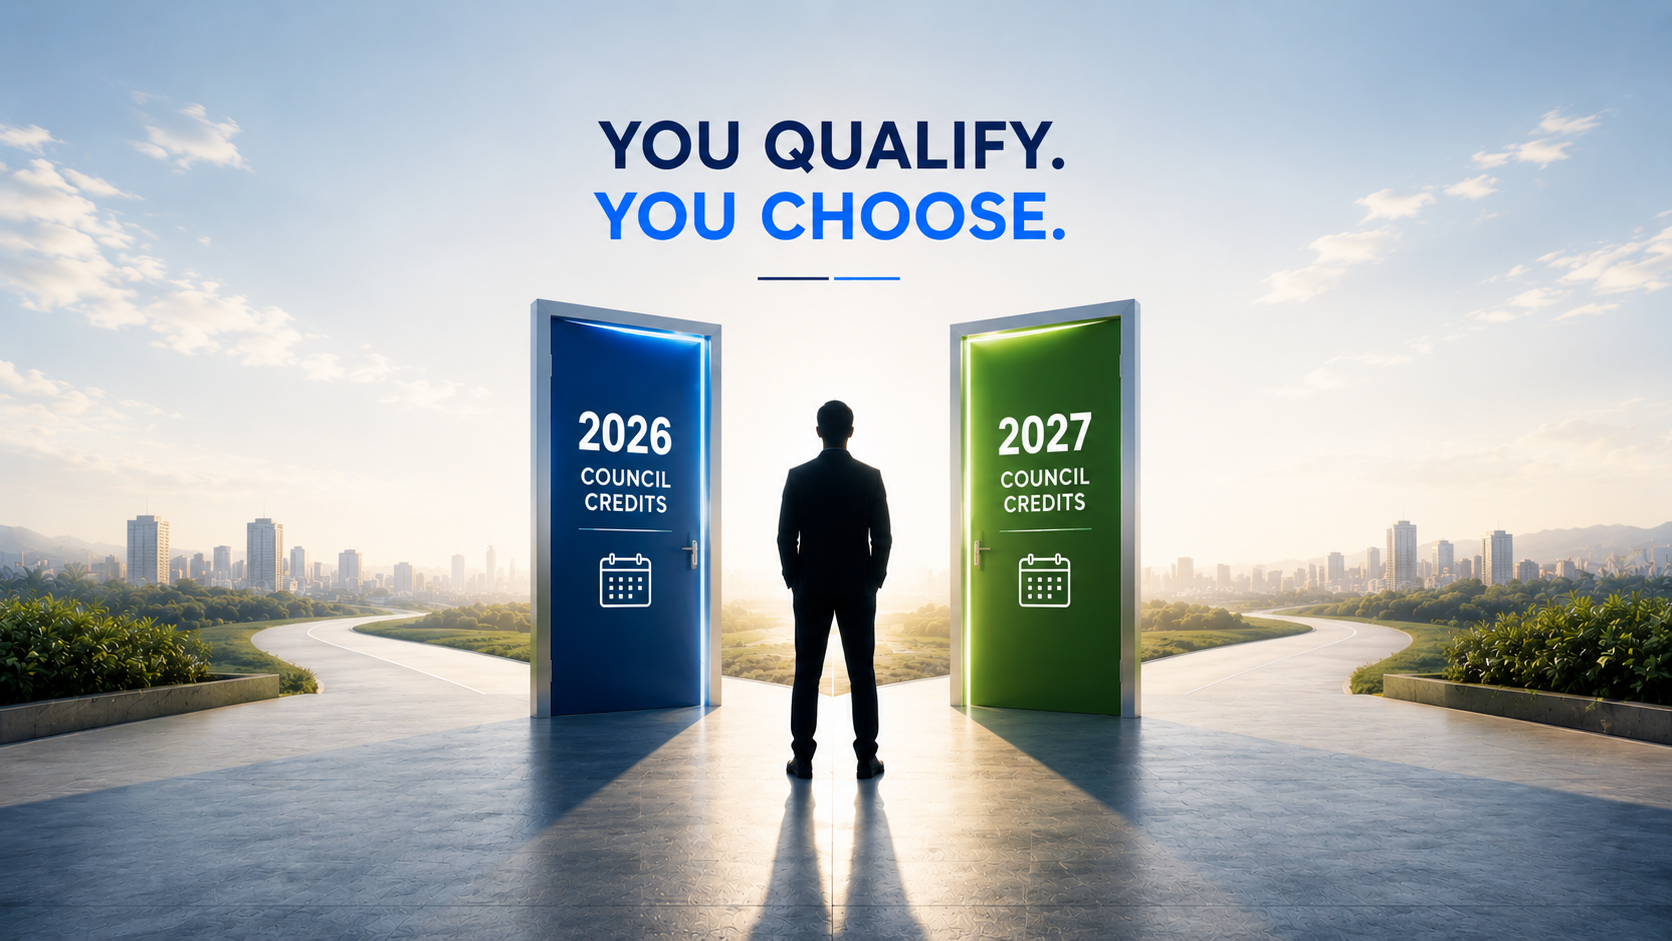 YOU QUALIFY.
YOU CHOOSE.
2026
COUNCIL
CREDITS
2027
COUNCIL
CREDITS